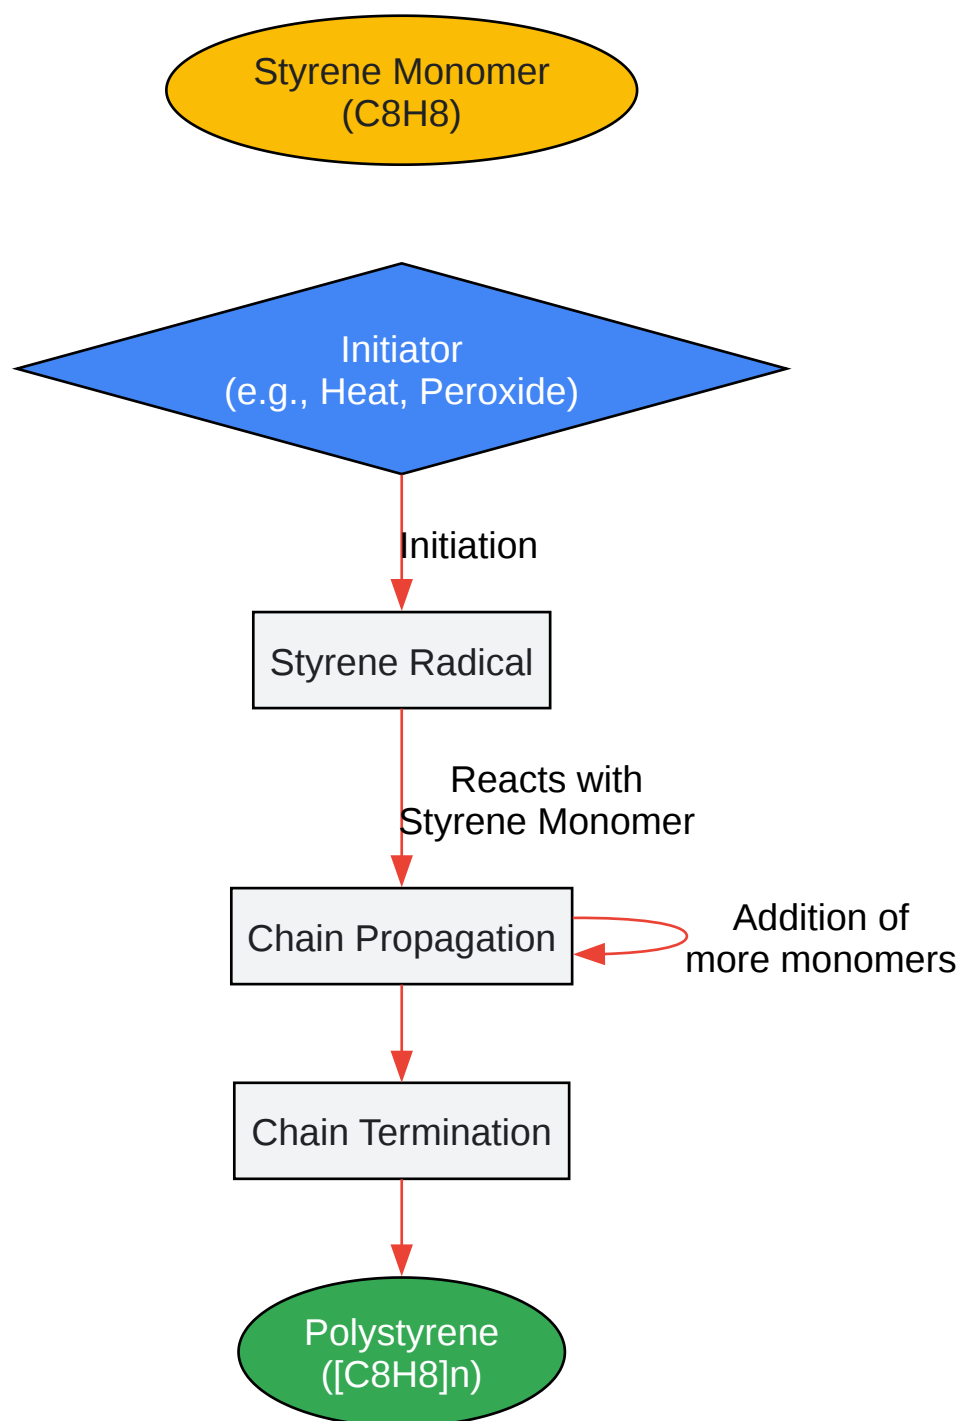 Styrene Monomer
(C8H8)
Initiator
(e.g., Heat, Peroxide)
Initiation
Styrene Radical
Reacts with
Styrene Monomer
Chain Propagation
Addition of
more monomers
Chain Termination
Polystyrene
([C8H8]n)